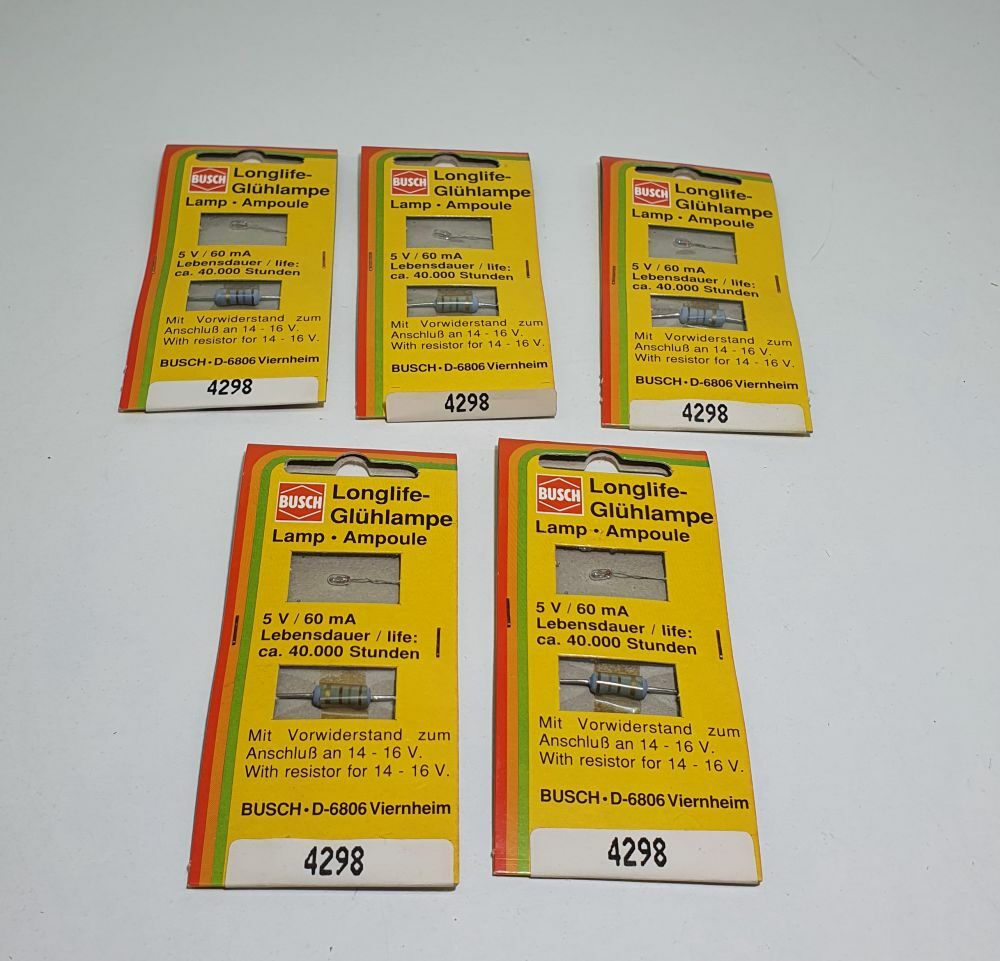 BUSCH
Longlife-
Glühlampe
Lamp • Ampoule
5 V / 60 mA
Lebensdauer / life:
ca. 40.000 Stunden
Mit Vorwiderstand zum
Anschluß an 14 - 16 V.
With resistor for 14 - 16 V.
BUSCH • D-6806 Viernheim
4298
BUSCH
Longlife-
Glühlampe
Lamp • Ampoule
5 V / 60 mA
Lebensdauer / life:
ca. 40.000 Stunden
Mit Vorwiderstand zum
Anschluß an 14 - 16 V.
With resistor for 14 - 16 V.
BUSCH • D-6806 Viernheim
4298
BUSCH
Longlife-
Glühlampe
Lamp • Ampoule
5 V / 60 mA
Lebensdauer / life:
ca. 40.000 Stunden
Mit Vorwiderstand zum
Anschluß an 14 - 16 V.
With resistor for 14 - 16 V.
BUSCH • D-6806 Viernheim
4298
BUSCH
Longlife-
Glühlampe
Lamp • Ampoule
5 V / 60 mA
Lebensdauer / life:
ca. 40.000 Stunden
Mit Vorwiderstand zum
Anschluß an 14 - 16 V.
With resistor for 14 - 16 V.
BUSCH • D-6806 Viernheim
4298
BUSCH
Longlife-
Glühlampe
Lamp • Ampoule
5 V / 60 mA
Lebensdauer / life:
ca. 40.000 Stunden
Mit Vorwiderstand zum
Anschluß an 14 - 16 V.
With resistor for 14 - 16 V.
BUSCH • D-6806 Viernheim
4298